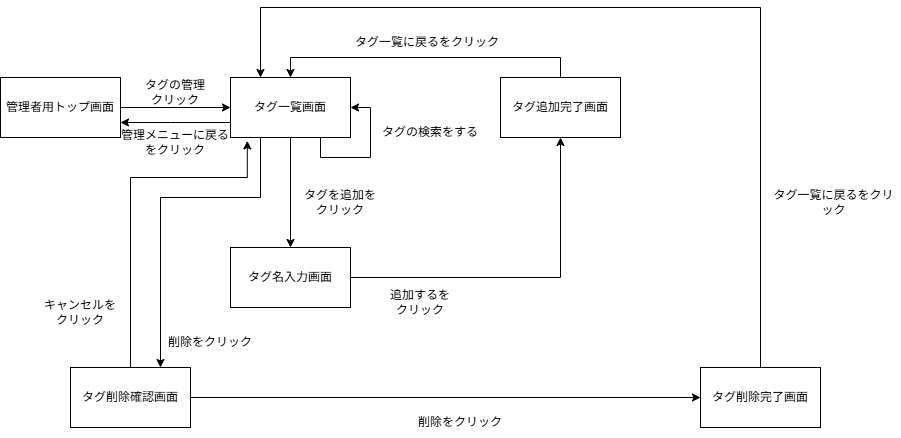 タグ一覧に戻るをクリック
管理者用トップ画面
タグの管理
クリック
タグ一覧画面
タグ追加完了画面
管理メニューに戻る
をクリック
タグの検索をする
タグを追加を
クリック
タグ一覧に戻るをクリ
ック
タグ名入力画面
追加するを
クリック
キャンセルを
クリック
削除をクリック
タグ削除確認画面
タグ削除完了画面
削除をクリック